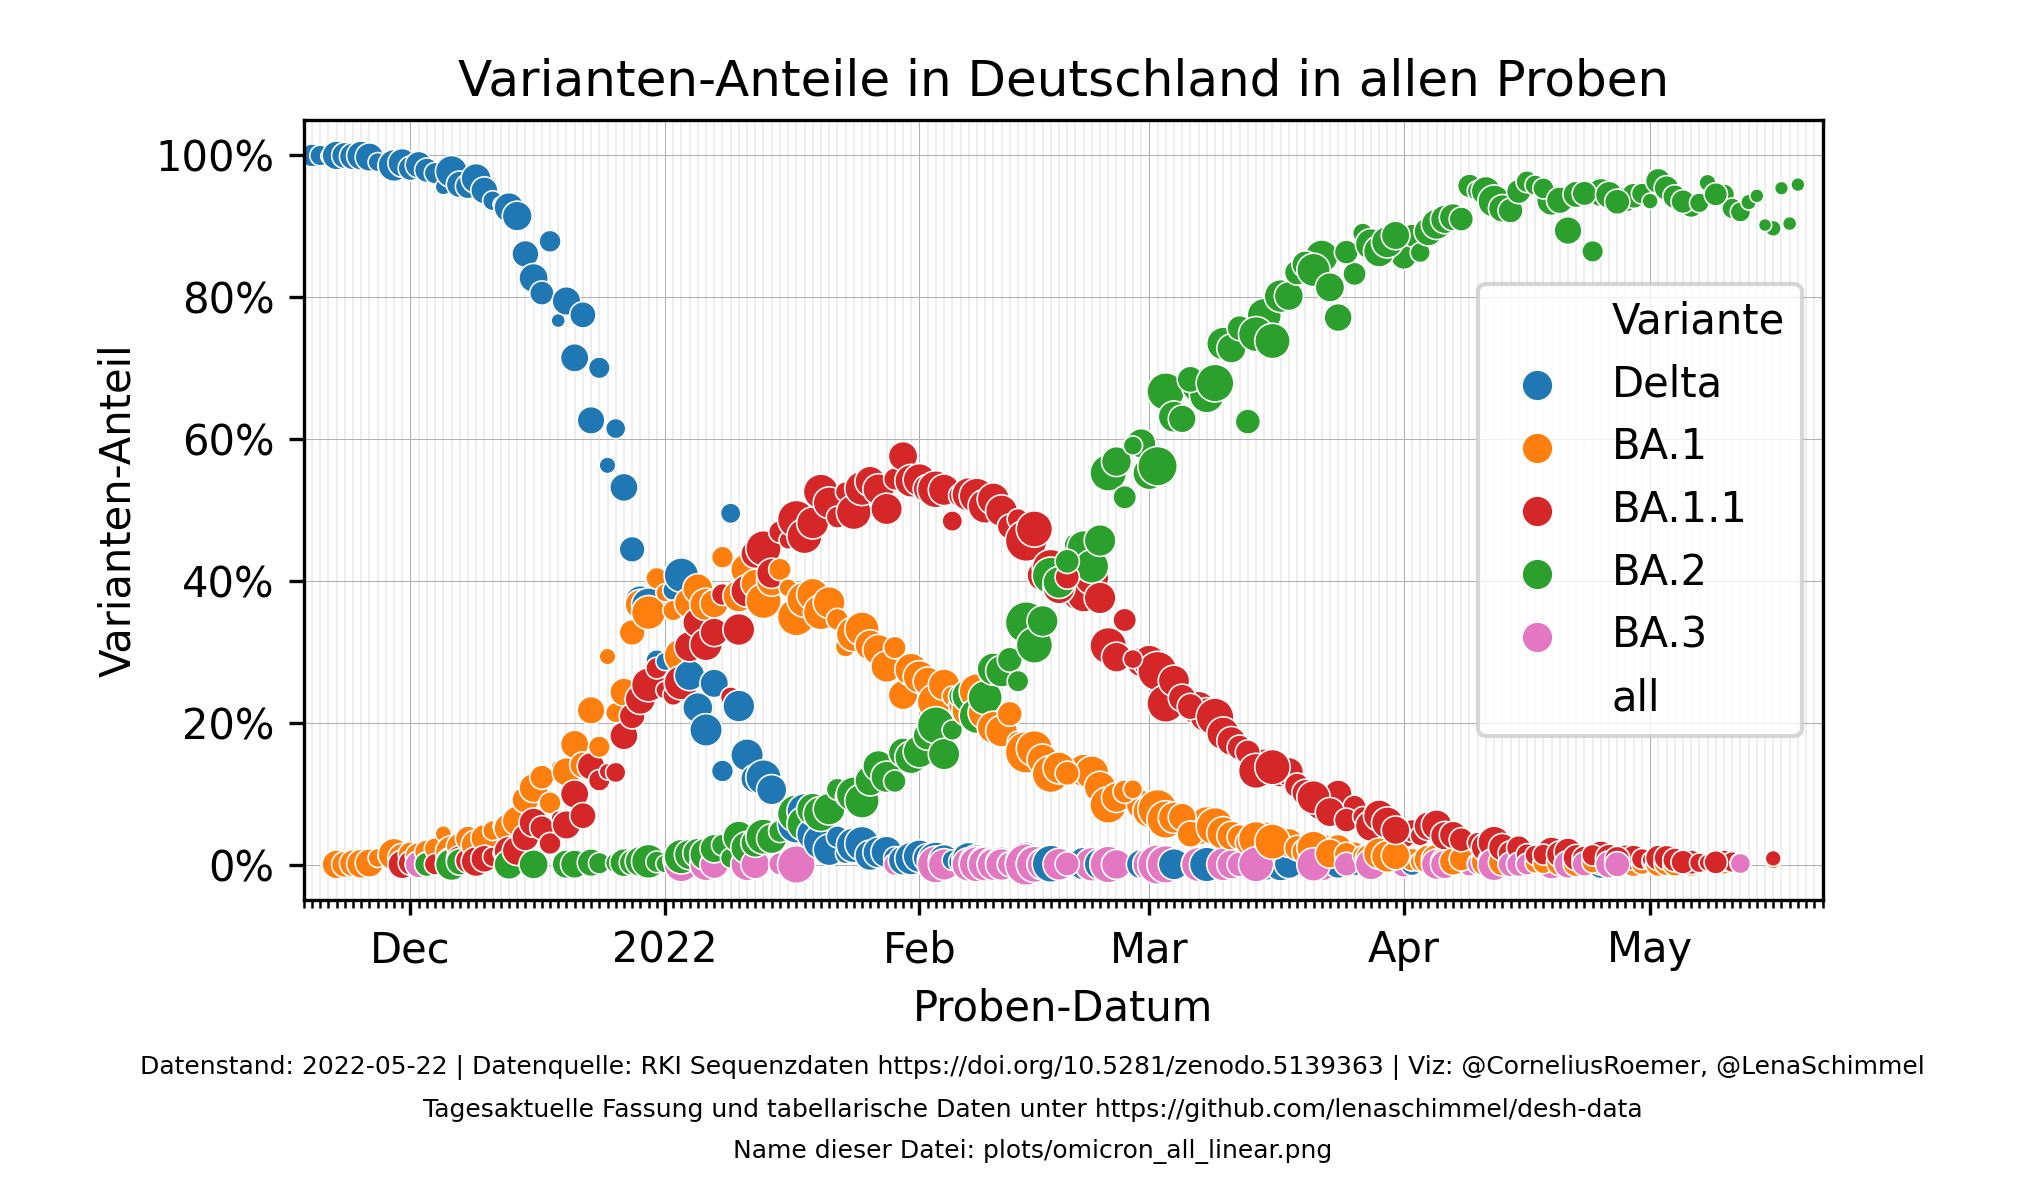 Varianten-Anteile in Deutschland in allen Proben
Varianten-Anteil
100%
80%
60%
40%
20%
0%
Variante
Delta
BA.1
BA.1.1
BA.2
BA.3
all
Dec
2022
Feb
Mar
Apr
May
Proben-Datum
Datenstand: 2022-05-22 | Datenquelle: RKI Sequenzdaten https://doi.org/10.5281/zenodo.5139363 | Viz: @CorneliusRoemer, @LenaSchimmel
Tagesaktuelle Fassung und tabellarische Daten unter https://github.com/lenaschimmel/desh-data
Name dieser Datei: plots/omicron_all_linear.png